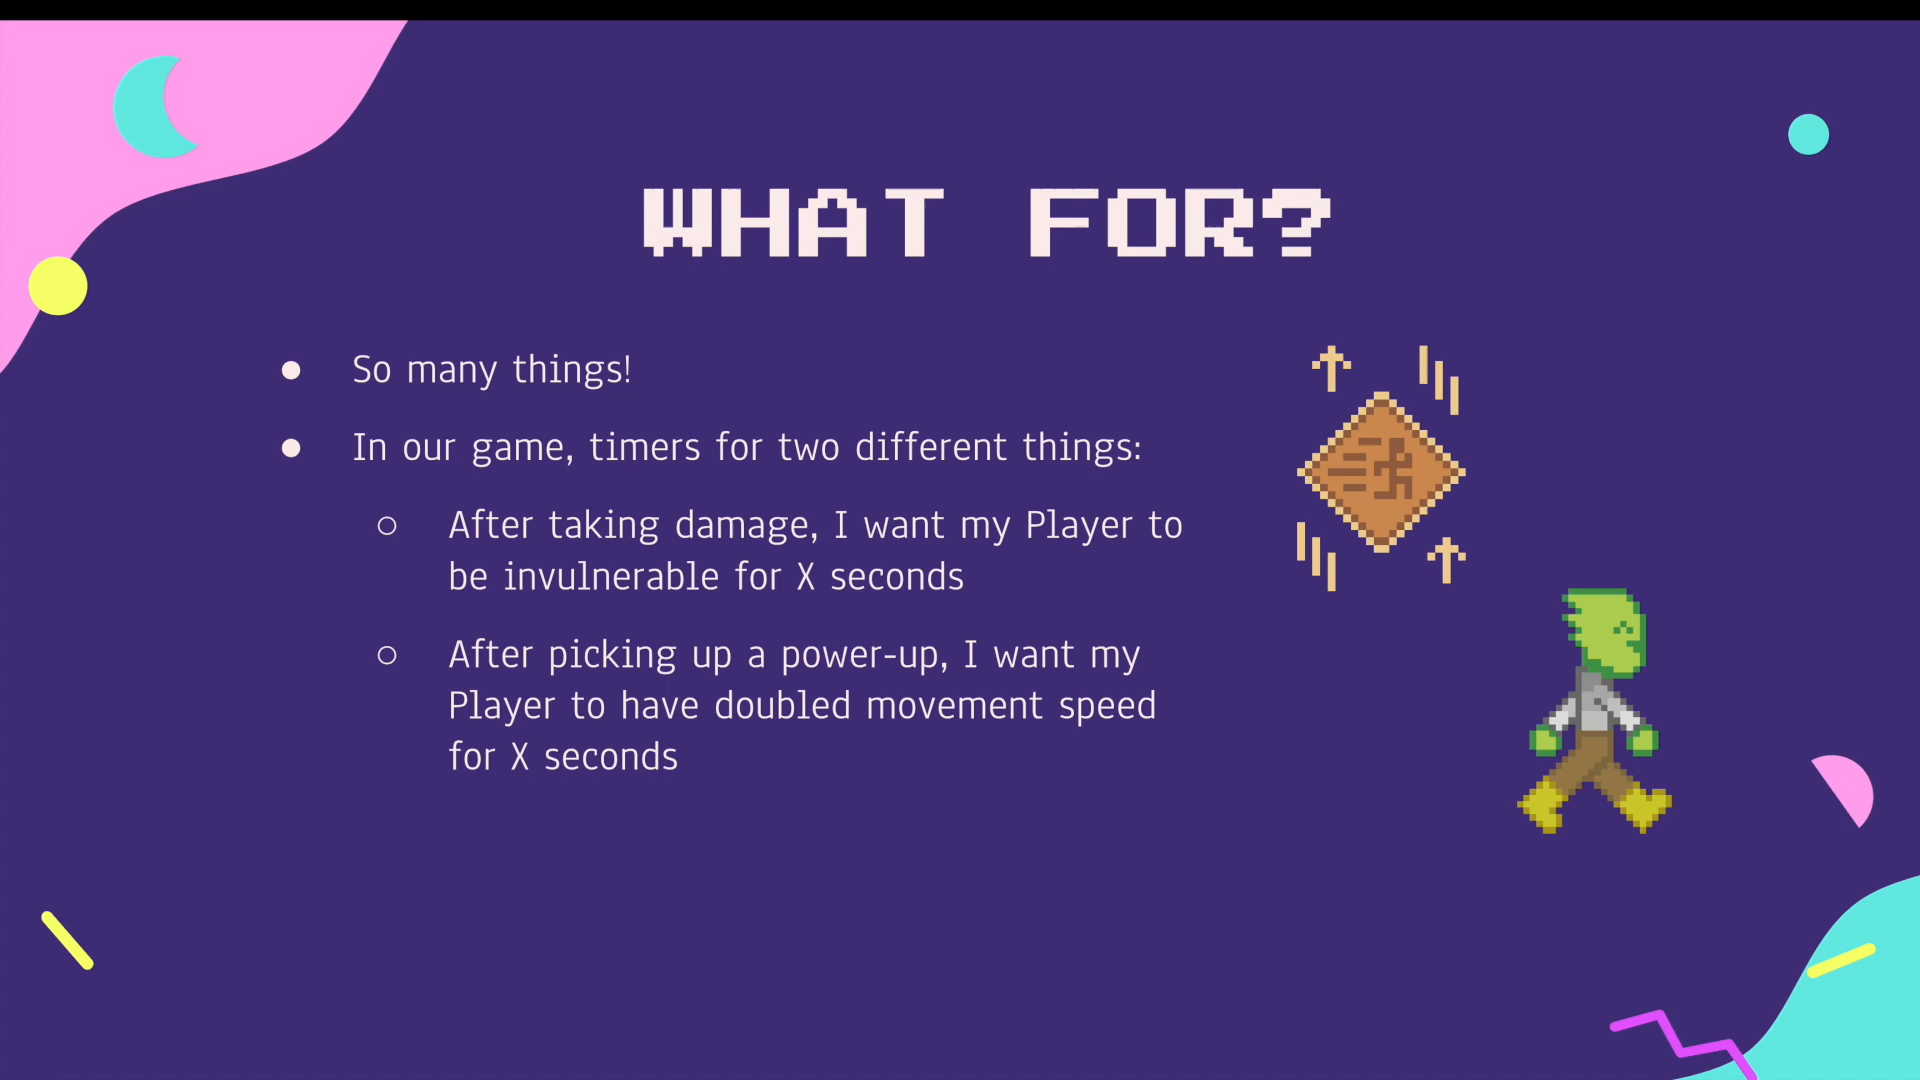 WHAT FOR?
● So many things!
● In our game, timers for two different things:
○ After taking damage, I want my Player to
be invulnerable for X seconds
○ After picking up a power-up, I want my
Player to have doubled movement speed
for X seconds